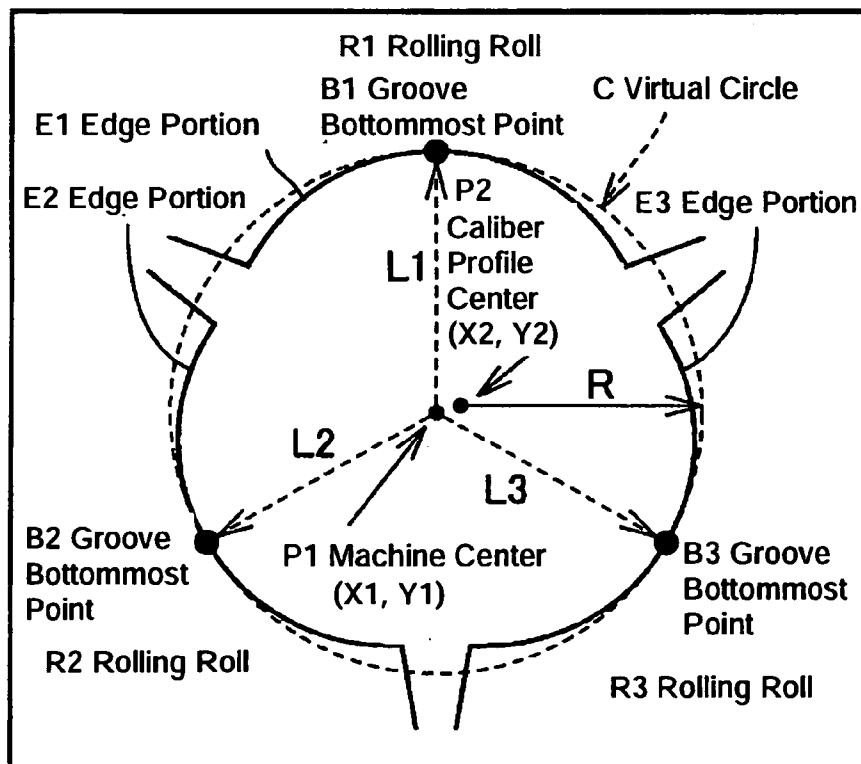 R1 Rolling Roll
B1 Groove
Bottommost Point
C Virtual Circle
E1 Edge Portion
E2 Edge Portion
E3 Edge Portion
P2
Caliber
Profile
Center
(X2, Y2)
L1
R
L2
L3
B2 Groove
Bottommost
Point
P1 Machine Center
(X1, Y1)
B3 Groove
Bottommost
Point
R2 Rolling Roll
R3 Rolling Roll